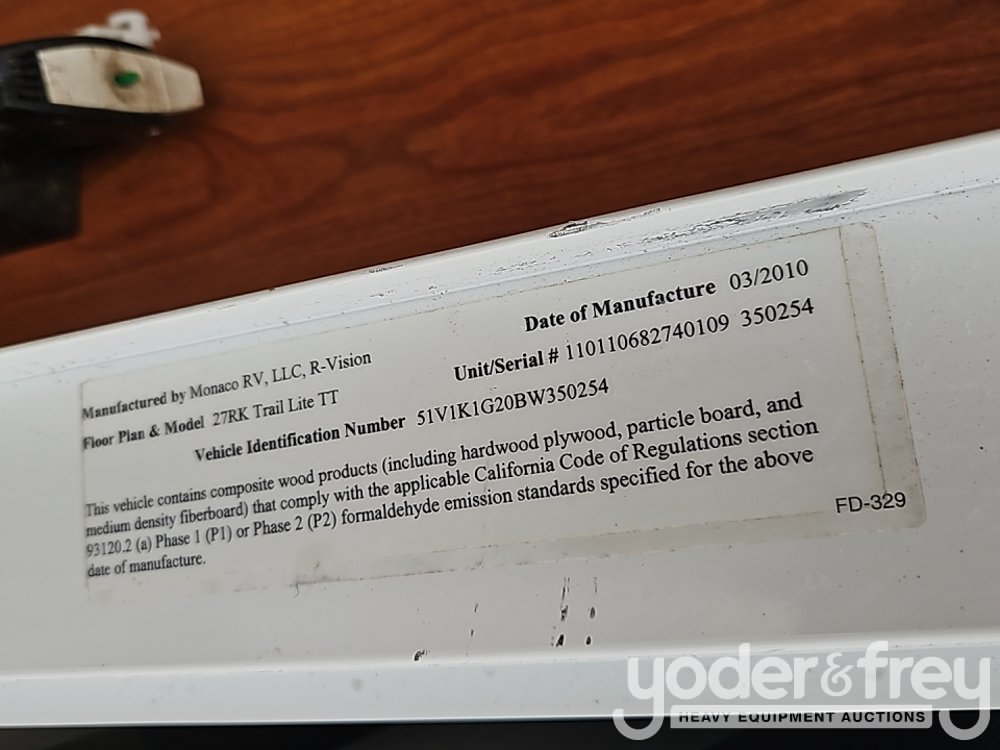 Date of Manufacture 03/2010
Manufactured by Monaco RV, LLC, R-Vision
Unit/Serial # 110110682740109 350254
Floor Plan & Model 27RK Trail Lite TT
Vehicle Identification Number 51V1K1G20BW350254
This vehicle contains composite wood products (including hardwood plywood, particle board, and
medium density fiberboard) that comply with the applicable California Code of Regulations section
93120.2 (a) Phase 1 (P1) or Phase 2 (P2) formaldehyde emission standards specified for the above
date of manufacture.
FD-329
yoder&frey
HEAVY EQUIPMENT AUCTIONS